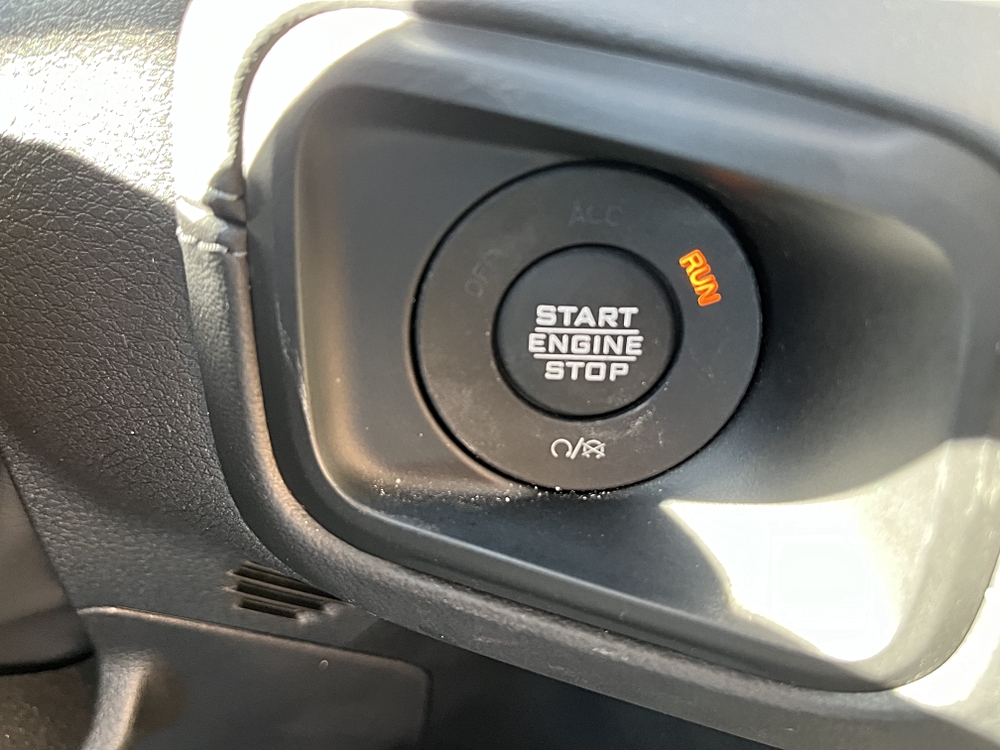 ACC
OFF
RUN
START
ENGINE
STOP